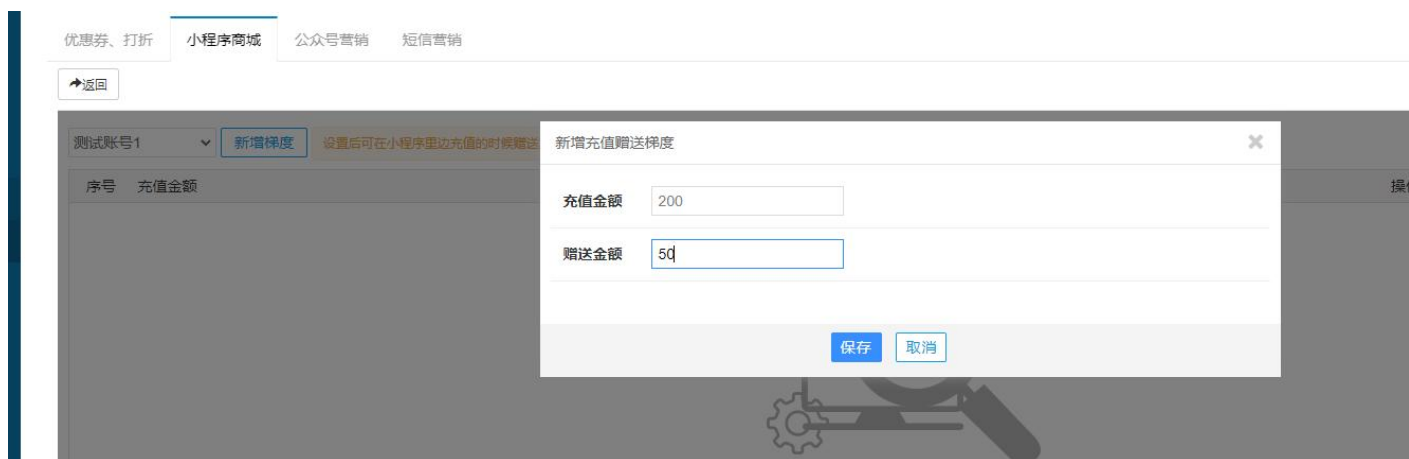 优惠券、打折 小程序商城 公众号营销 短信营销
返回
测试账号1 新增梯度 设置后可在小程序里边充值的时候赠送
新增充值赠送梯度
序号 充值金额
充值金额 200
赠送金额 50
保存 取消